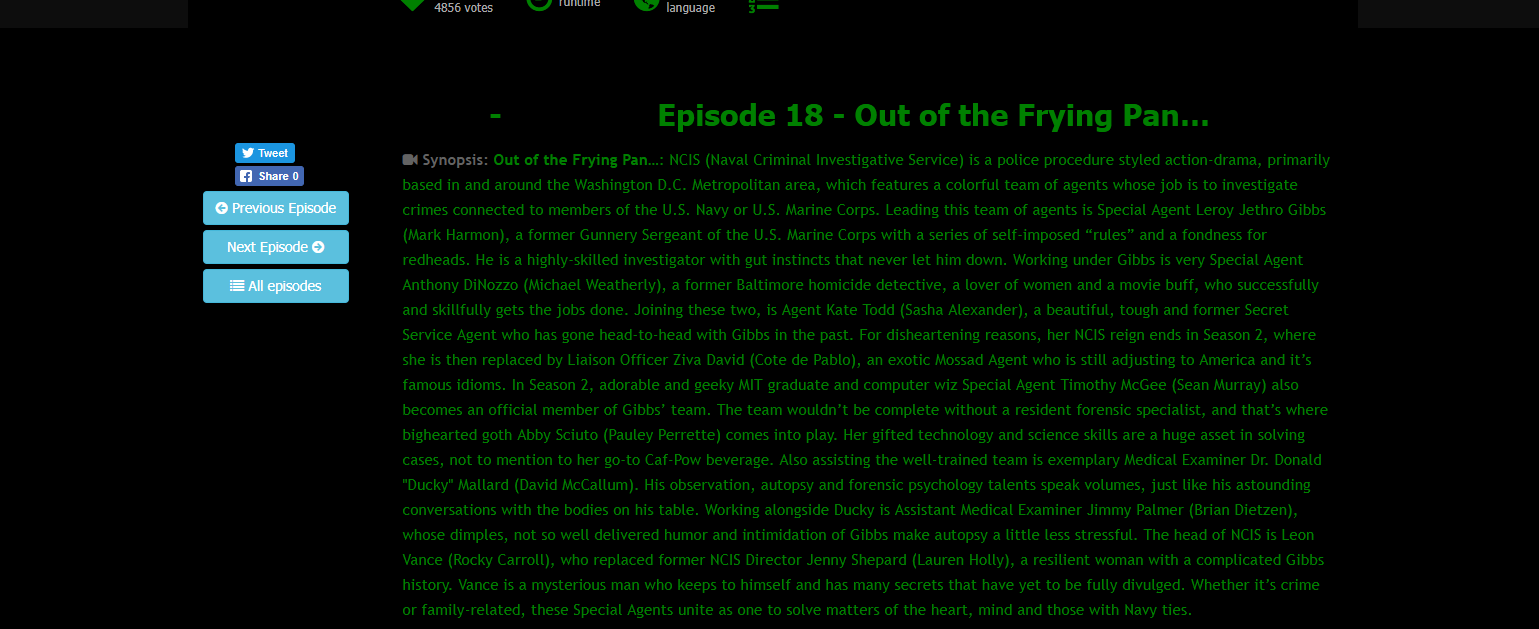 4856 votes
runtime
language
- Episode 18 - Out of the Frying Pan...
Tweet
Share 0
Previous Episode
Next Episode
All episodes
Synopsis: Out of the Frying Pan...: NCIS (Naval Criminal Investigative Service) is a police procedure styled action-drama, primarily
based in and around the Washington D.C. Metropolitan area, which features a colorful team of agents whose job is to investigate
crimes connected to members of the U.S. Navy or U.S. Marine Corps. Leading this team of agents is Special Agent Leroy Jethro Gibbs
(Mark Harmon), a former Gunnery Sergeant of the U.S. Marine Corps with a series of self-imposed “rules” and a fondness for
redheads. He is a highly-skilled investigator with gut instincts that never let him down. Working under Gibbs is very Special Agent
Anthony DiNozzo (Michael Weatherly), a former Baltimore homicide detective, a lover of women and a movie buff, who successfully
and skillfully gets the jobs done. Joining these two, is Agent Kate Todd (Sasha Alexander), a beautiful, tough and former Secret
Service Agent who has gone head-to-head with Gibbs in the past. For disheartening reasons, her NCIS reign ends in Season 2, where
she is then replaced by Liaison Officer Ziva David (Cote de Pablo), an exotic Mossad Agent who is still adjusting to America and it’s
famous idioms. In Season 2, adorable and geeky MIT graduate and computer wiz Special Agent Timothy McGee (Sean Murray) also
becomes an official member of Gibbs’ team. The team wouldn’t be complete without a resident forensic specialist, and that’s where
bighearted goth Abby Sciuto (Pauley Perrette) comes into play. Her gifted technology and science skills are a huge asset in solving
cases, not to mention to her go-to Caf-Pow beverage. Also assisting the well-trained team is exemplary Medical Examiner Dr. Donald
"Ducky" Mallard (David McCallum). His observation, autopsy and forensic psychology talents speak volumes, just like his astounding
conversations with the bodies on his table. Working alongside Ducky is Assistant Medical Examiner Jimmy Palmer (Brian Dietzen),
whose dimples, not so well delivered humor and intimidation of Gibbs make autopsy a little less stressful. The head of NCIS is Leon
Vance (Rocky Carroll), who replaced former NCIS Director Jenny Shepard (Lauren Holly), a resilient woman with a complicated Gibbs
history. Vance is a mysterious man who keeps to himself and has many secrets that have yet to be fully divulged. Whether it’s crime
or family-related, these Special Agents unite as one to solve matters of the heart, mind and those with Navy ties.